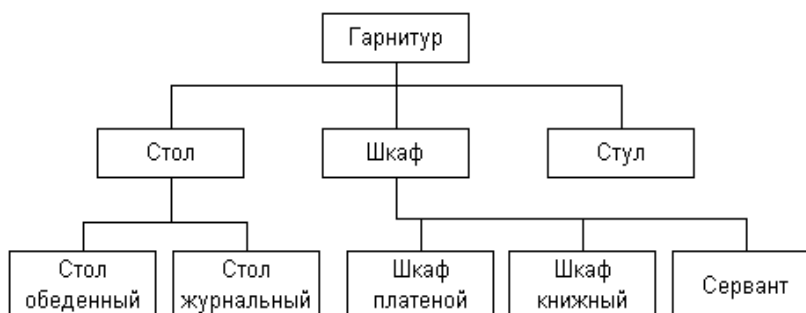 Гарнитур
Стол
Шкаф
Стул
Стол
обеденный
Стол
журнальный
Шкаф
платеной
Шкаф
книжный
Сервант